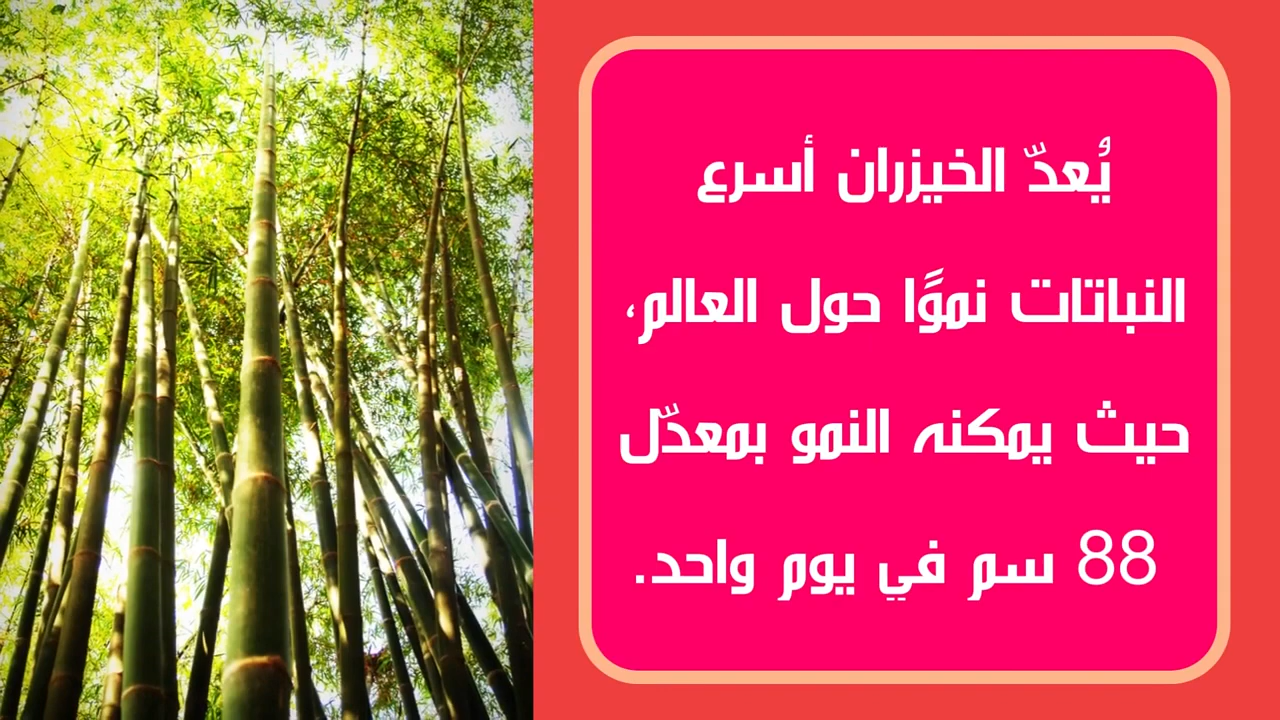 يُعدّ الخيزران أسرع
النباتات نموًا حول العالم،
حيث يمكنه النمو بمعدّل
88 سم في يوم واحد.